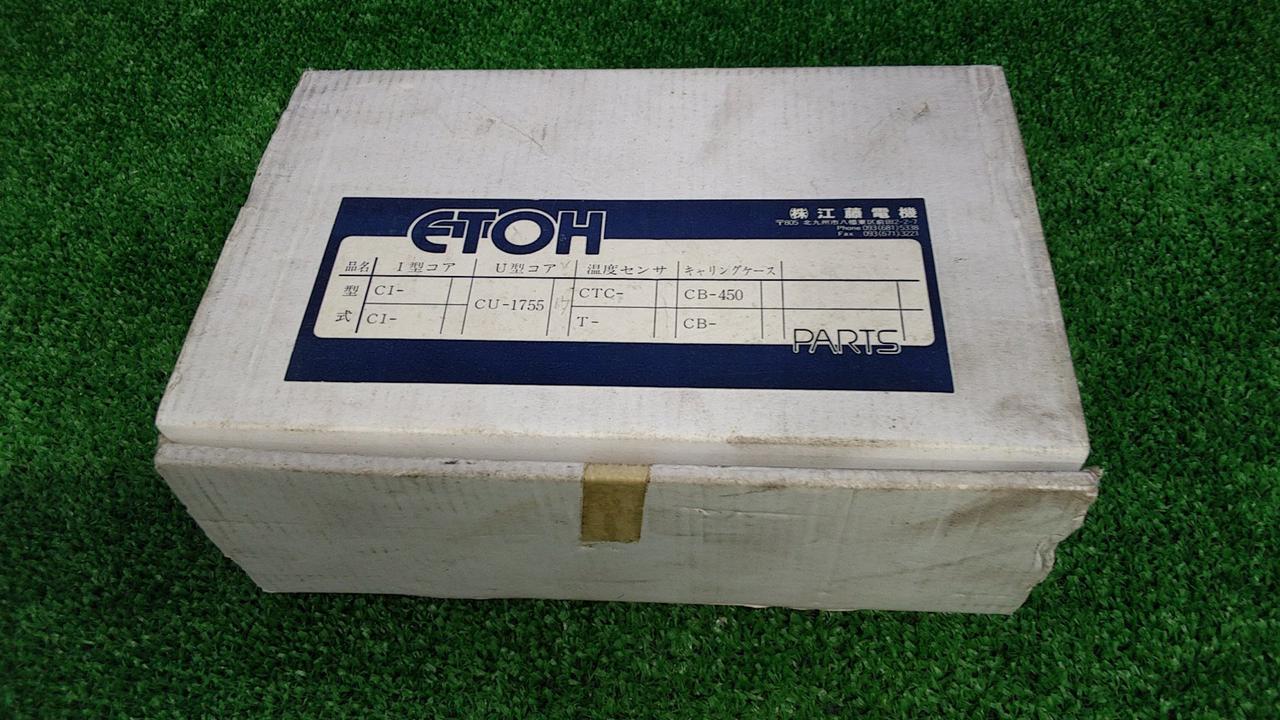 ETOH
㈱ 江藤電機
〒805 北九州市八幡東区前田2-2-7
Phone 093(681)5338
Fax 093(671)3221
品名 I型コア U型コア 温度センサ キャリングケース
型式 CI- CU-1755 CTC- CB-450
CI- T- CB-
PARTS